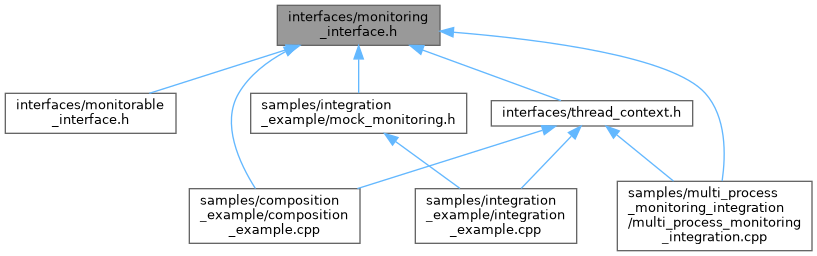 interfaces/monitoring
_interface.h
interfaces/monitorable
_interface.h
samples/integration
_example/mock_monitoring.h
interfaces/thread_context.h
samples/composition
_example/composition
_example.cpp
samples/integration
_example/integration
_example.cpp
samples/multi_process
_monitoring_integration
/multi_process_monitoring
_integration.cpp